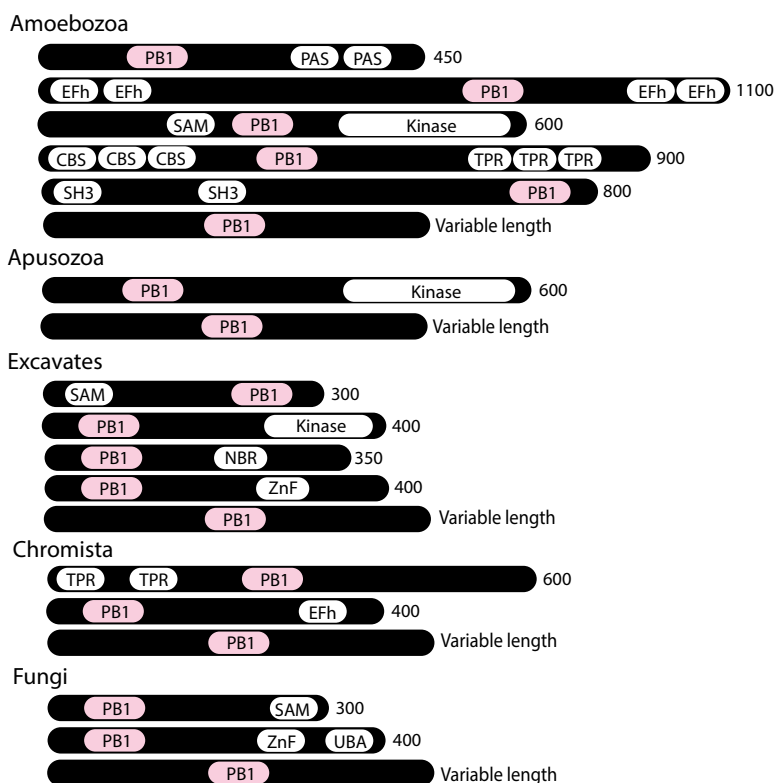 Amoebozoa
PB1 PAS PAS 450
EFh EFh PB1 EFh EFh 1100
SAM PB1 Kinase 600
CBS CBS CBS PB1 TPR TPR TPR 900
SH3 SH3 PB1 800
PB1 Variable length
Apusozoa
PB1 Kinase 600
PB1 Variable length
Excavates
SAM PB1 300
PB1 Kinase 400
PB1 NBR 350
PB1 ZnF 400
PB1 Variable length
Chromista
TPR TPR PB1 600
PB1 EFh 400
PB1 Variable length
Fungi
PB1 SAM 300
PB1 ZnF UBA 400
PB1 Variable length